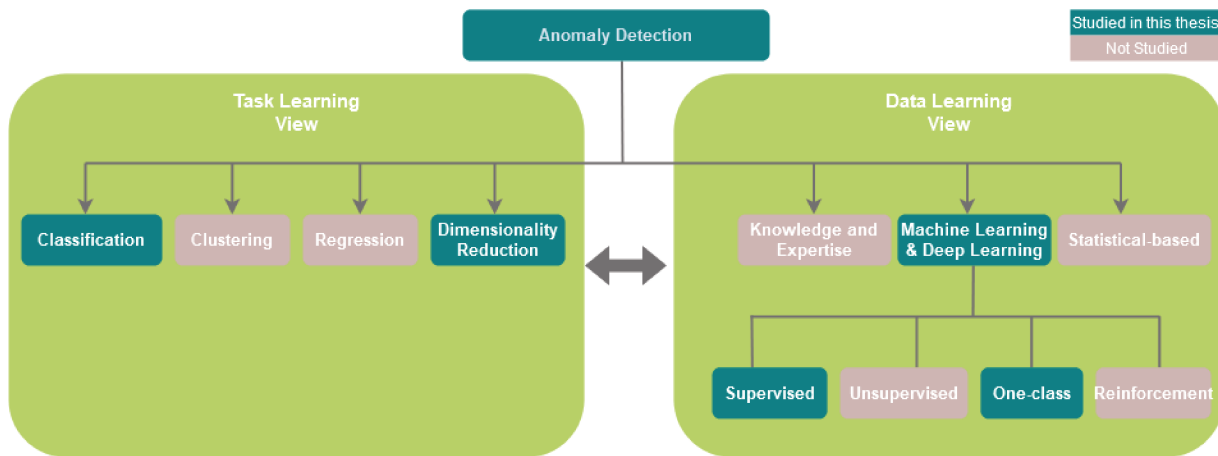 Anomaly Detection
Studied in this thesis
Not Studied
Task Learning
View
Data Learning
View
Classification
Clustering
Regression
Dimensionality
Reduction
Knowledge and
Expertise
Machine Learning
& Deep Learning
Statistical-based
Supervised
Unsupervised
One-class
Reinforcement